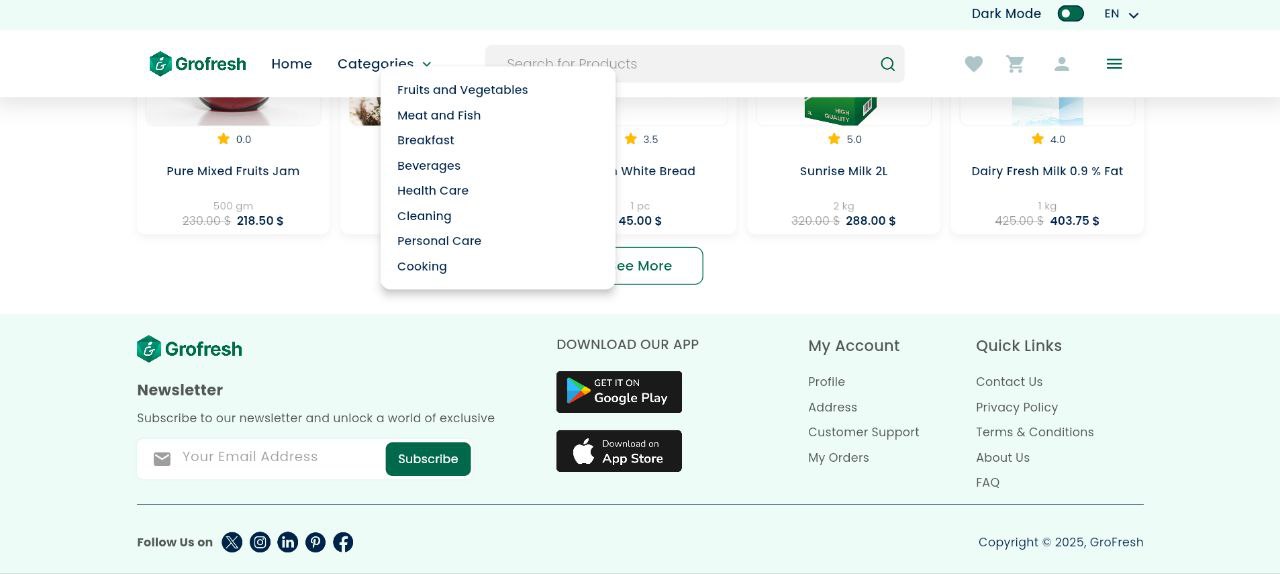 Dark Mode EN
Grofresh Home Categories Search for Products
Fruits and Vegetables
Meat and Fish
Breakfast
Beverages
Health Care
Cleaning
Personal Care
Cooking
HIGH QUALITY
0.0 3.5 5.0 4.0
Pure Mixed Fruits Jam White Bread Sunrise Milk 2L Dairy Fresh Milk 0.9 % Fat
500 gm 1 pc 2 kg 1 kg
230.00 $ 218.50 $ 45.00 $ 320.00 $ 288.00 $ 425.00 $ 403.75 $
See More
Grofresh
Newsletter
Subscribe to our newsletter and unlock a world of exclusive
Your Email Address Subscribe
DOWNLOAD OUR APP
GET IT ON
Google Play
Download on
App Store
My Account
Profile
Address
Customer Support
My Orders
Quick Links
Contact Us
Privacy Policy
Terms & Conditions
About Us
FAQ
Follow Us on
Copyright © 2025, GroFresh